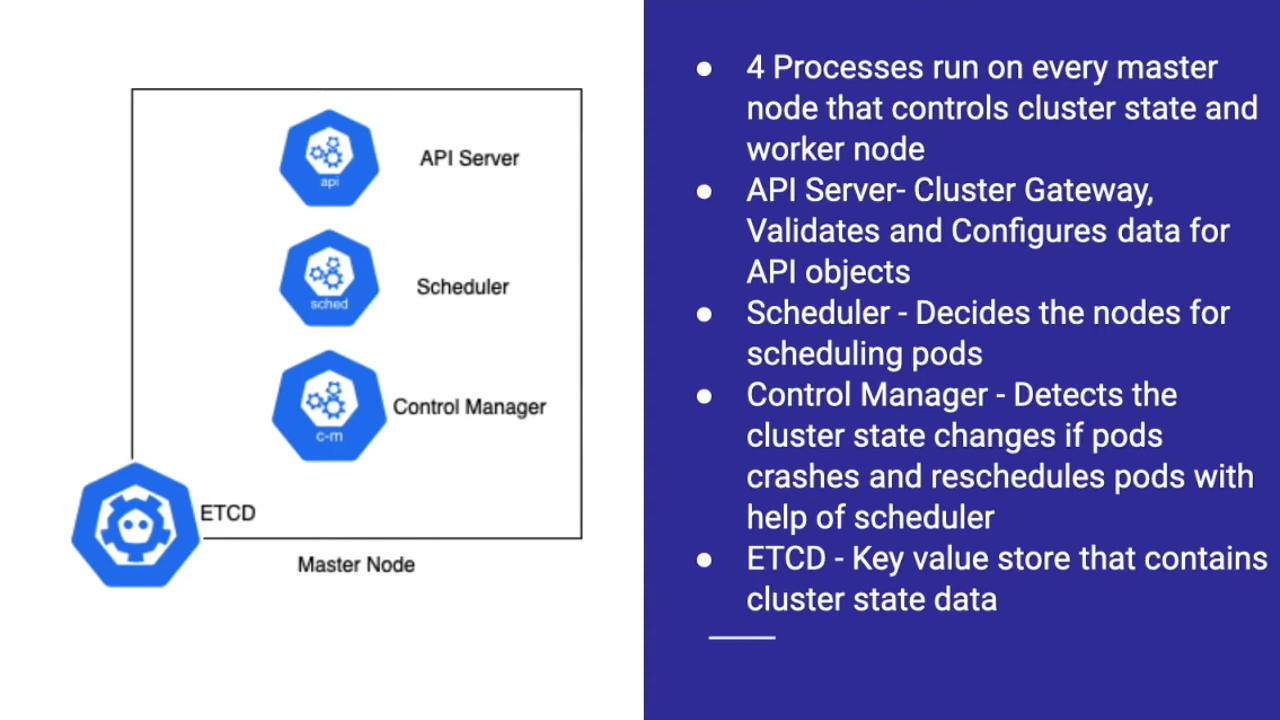 api
API Server
sched
Scheduler
c-m
Control Manager
ETCD
Master Node
● 4 Processes run on every master
node that controls cluster state and
worker node
● API Server- Cluster Gateway,
Validates and Configures data for
API objects
● Scheduler - Decides the nodes for
scheduling pods
● Control Manager - Detects the
cluster state changes if pods
crashes and reschedules pods with
help of scheduler
● ETCD - Key value store that contains
cluster state data